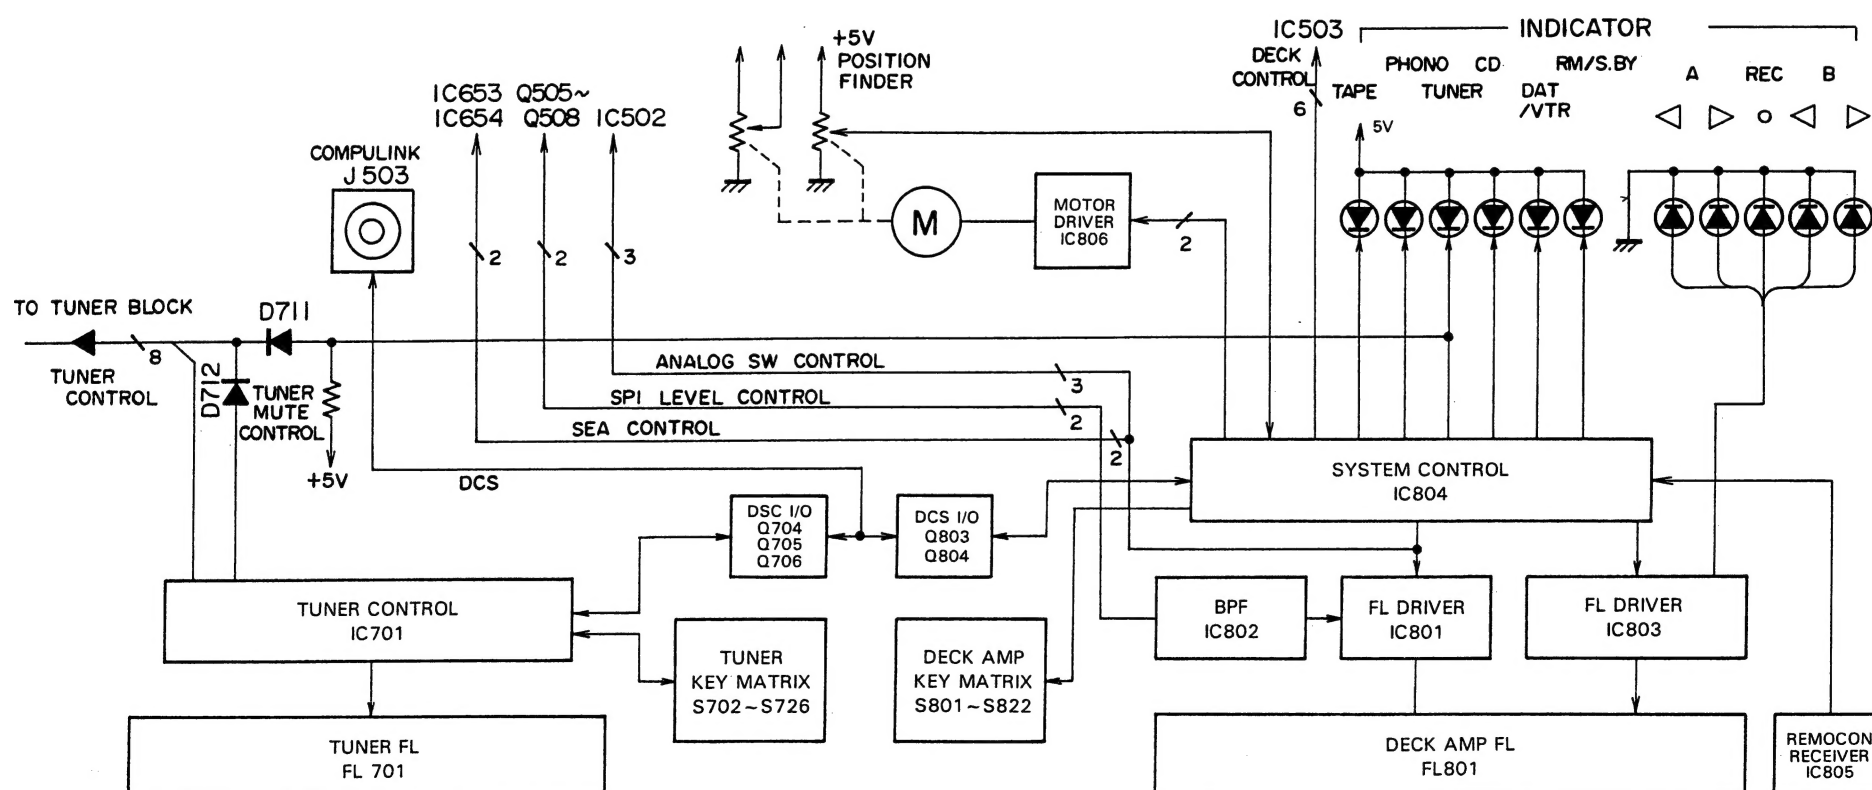 IC503
INDICATOR
+5V
POSITION
FINDER
DECK
CONTROL
6
TAPE
PHONO
CD
RM/S.BY
TUNER
DAT
/VTR
A
REC
B
5V
IC653
IC654
Q505~
Q508
IC502
COMPULINK
J503
2
2
3
M
MOTOR
DRIVER
IC806
2
TO TUNER BLOCK
D711
8
TUNER
CONTROL
D712
TUNER
MUTE
CONTROL
+5V
ANALOG SW CONTROL
3
SPI LEVEL CONTROL
2
SEA CONTROL
2
DCS
SYSTEM CONTROL
IC804
DSC I/O
Q704
Q705
Q706
DCS I/O
Q803
Q804
TUNER CONTROL
IC701
BPF
IC802
FL DRIVER
IC801
FL DRIVER
IC803
TUNER
KEY MATRIX
S702~S726
DECK AMP
KEY MATRIX
S801~S822
TUNER FL
FL 701
DECK AMP FL
FL801
REMOCON
RECEIVER
IC805